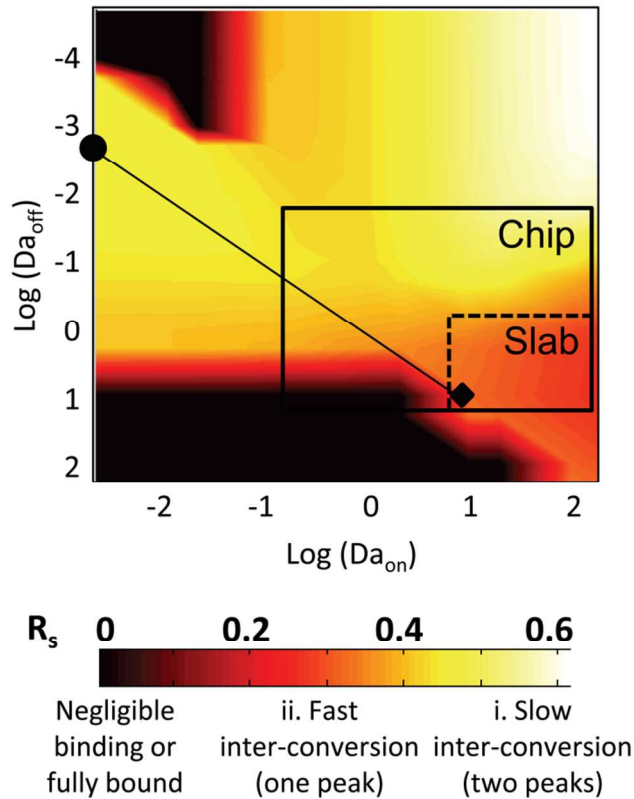 -4
-3
-2
-1
0
1
2
Log (Da_off)
Chip
Slab
-2 -1 0 1 2
Log (Da_on)
R_s 0 0.2 0.4 0.6
Negligible binding or fully bound
ii. Fast inter-conversion (one peak)
i. Slow inter-conversion (two peaks)